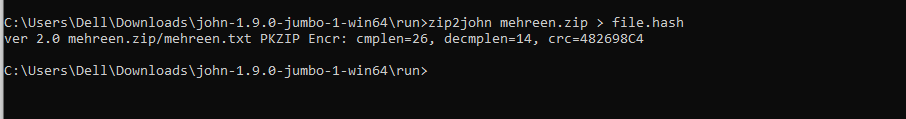 C:\Users\Dell\Downloads\john-1.9.0-jumbo-1-win64\run>zip2john mehreen.zip > file.hash
ver 2.0 mehreen.zip/mehreen.txt PKZIP Encr: cmplen=26, decmplen=14, crc=482698C4
C:\Users\Dell\Downloads\john-1.9.0-jumbo-1-win64\run>